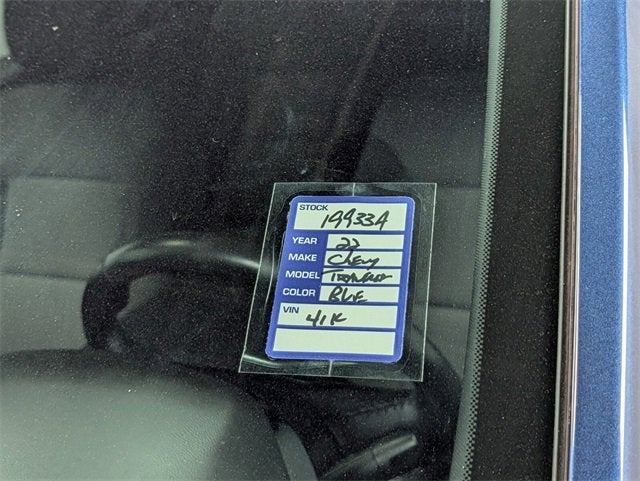 STOCK 19933A
YEAR 22
MAKE Chevy
MODEL
COLOR Blue
VIN 41K